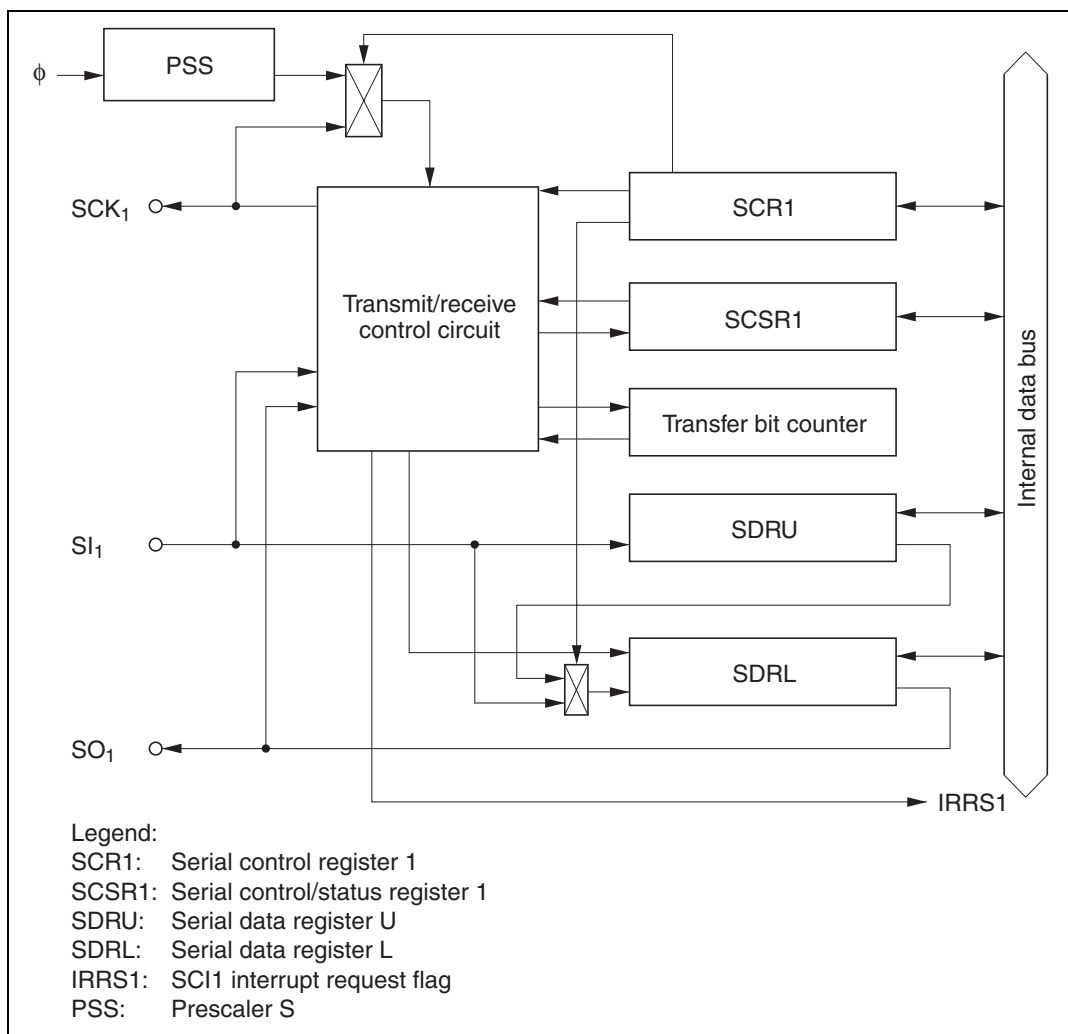 ϕ
PSS
SCK1
SCR1
Transmit/receive
control circuit
SCSR1
Transfer bit counter
Internal data bus
SI1
SDRU
SDRL
SO1
IRRS1
Legend:
SCR1: Serial control register 1
SCSR1: Serial control/status register 1
SDRU: Serial data register U
SDRL: Serial data register L
IRRS1: SCI1 interrupt request flag
PSS: Prescaler S